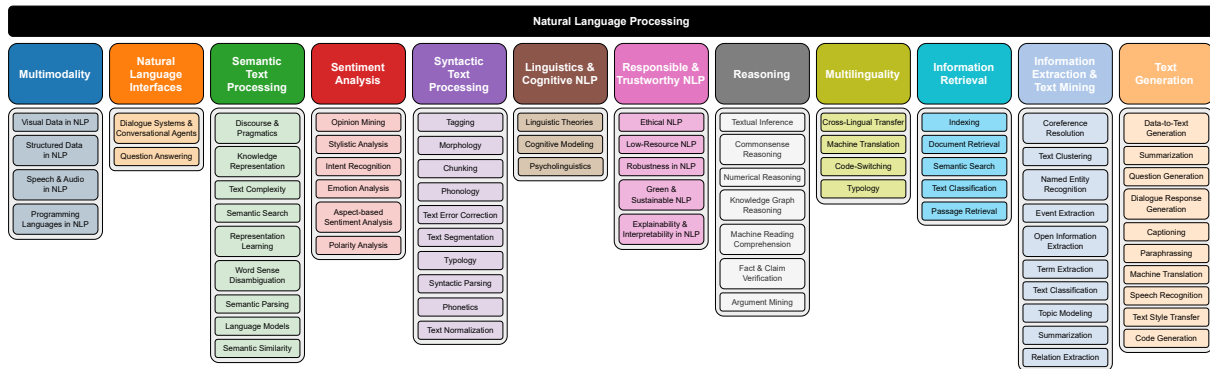 Natural Language Processing
Multimodality
Visual Data in NLP
Structured Data
in NLP
Speech & Audio
in NLP
Programming
Languages in NLP
Natural
Language
Interfaces
Dialogue Systems &
Conversational Agents
Question Answering
Semantic
Text
Processing
Discourse &
Pragmatics
Knowledge
Representation
Text Complexity
Semantic Search
Representation
Learning
Word Sense
Disambiguation
Semantic Parsing
Language Models
Semantic Similarity
Sentiment
Analysis
Opinion Mining
Stylistic Analysis
Intent Recognition
Emotion Analysis
Aspect-based
Sentiment Analysis
Polarity Analysis
Syntactic
Text
Processing
Tagging
Morphology
Chunking
Phonology
Text Error Correction
Text Segmentation
Typology
Syntactic Parsing
Phonetics
Text Normalization
Linguistics &
Cognitive NLP
Linguistic Theories
Cognitive Modeling
Psycholinguistics
Responsible &
Trustworthy NLP
Ethical NLP
Low-Resource NLP
Robustness in NLP
Green &
Sustainable NLP
Explainability &
Interpretability in NLP
Reasoning
Textual Inference
Commonsense
Reasoning
Numerical Reasoning
Knowledge Graph
Reasoning
Machine Reading
Comprehension
Fact & Claim
Verification
Argument Mining
Multilinguality
Cross-Lingual Transfer
Machine Translation
Code-Switching
Typology
Information
Retrieval
Indexing
Document Retrieval
Semantic Search
Text Classification
Passage Retrieval
Information
Extraction &
Text Mining
Coreference
Resolution
Text Clustering
Named Entity
Recognition
Event Extraction
Open Information
Extraction
Term Extraction
Text Classification
Topic Modeling
Summarization
Relation Extraction
Text
Generation
Data-to-Text
Generation
Summarization
Question Generation
Dialogue Response
Generation
Captioning
Paraphrassing
Machine Translation
Speech Recognition
Text Style Transfer
Code Generation